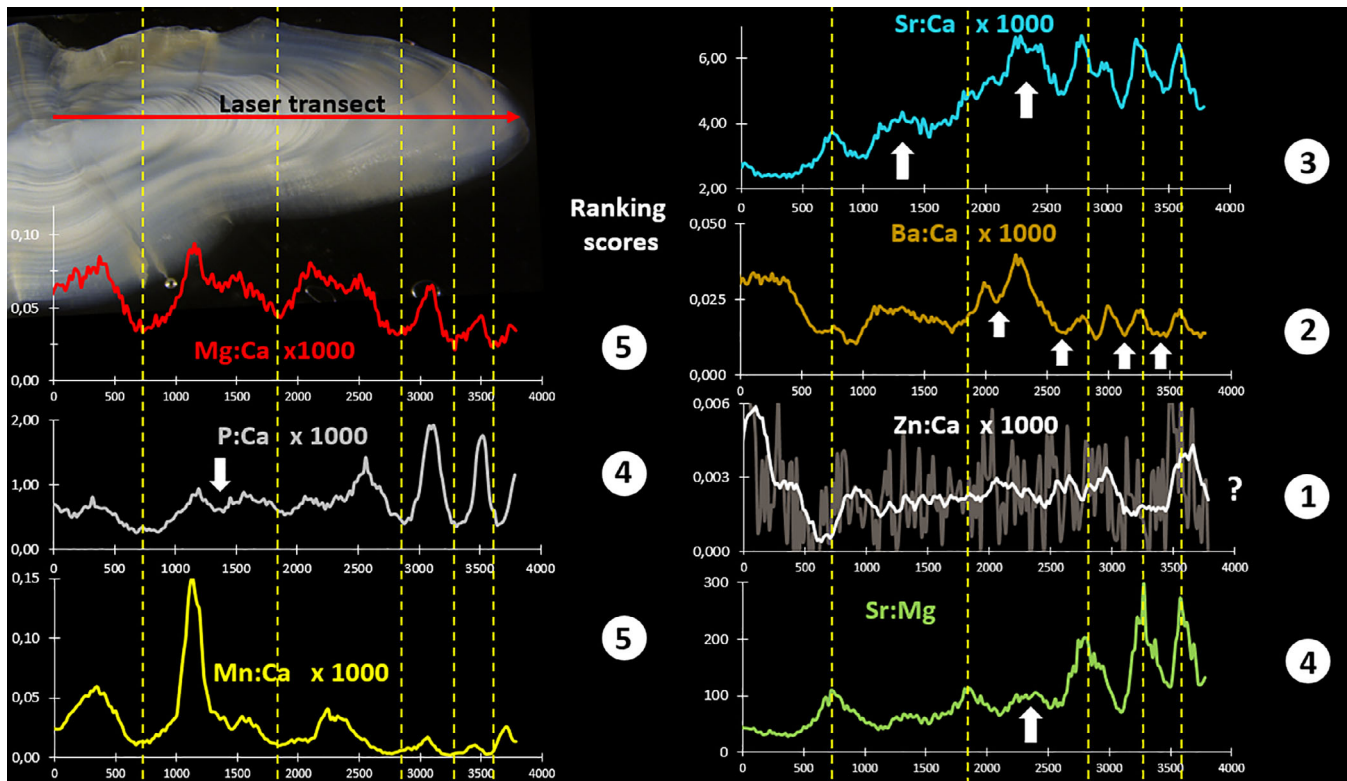 Laser transect
0,10
0,05
0,00
Mg:Ca x1000
0 500 1000 1500 2000 2500 3000 3500 4000
5
2,00
1,00
0,00
P:Ca x 1000
0 500 1000 1500 2000 2500 3000 3500 4000
4
0,15
0,10
0,05
0,00
Mn:Ca x 1000
0 500 1000 1500 2000 2500 3000 3500 4000
5
Ranking
scores
Sr:Ca x 1000
6,00
4,00
2,00
0 500 1000 1500 2000 2500 3000 3500 4000
3
0,050
0,025
0,000
Ba:Ca x 1000
0 500 1000 1500 2000 2500 3000 3500 4000
2
0,006
0,003
0,000
Zn:Ca x 1000
?
0 500 1000 1500 2000 2500 3000 3500 4000
1
300
200
100
0
Sr:Mg
0 500 1000 1500 2000 2500 3000 3500 4000
4